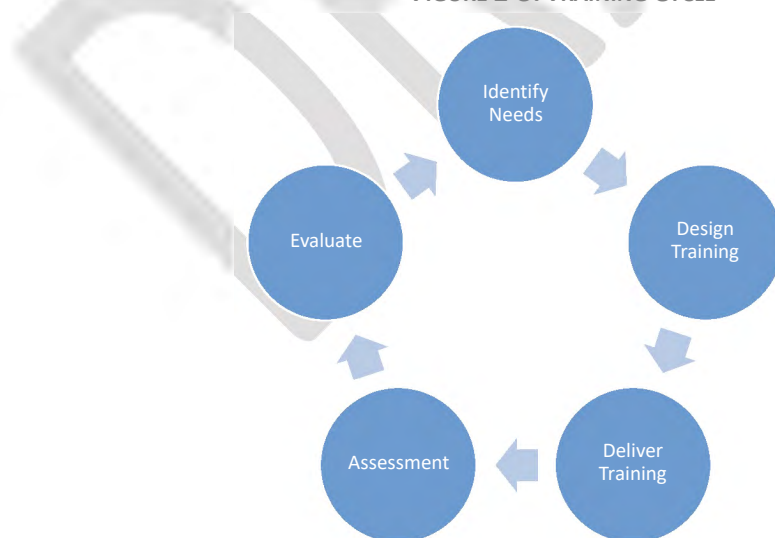 Identify
Needs
Design
Training
Deliver
Training
Assessment
Evaluate